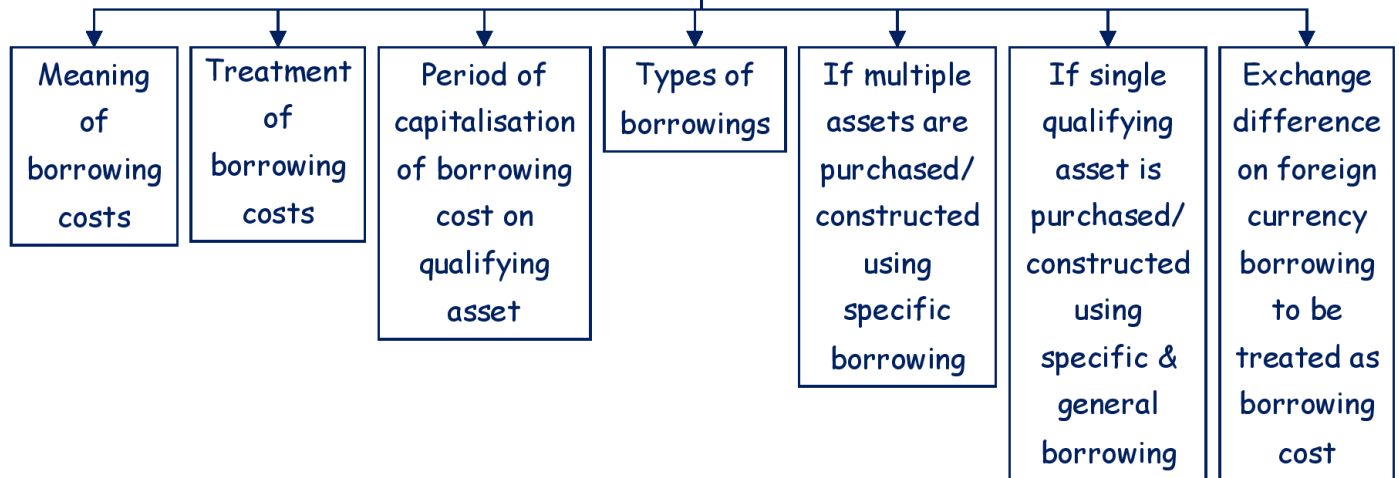 Meaning
of
borrowing
costs
Treatment
of
borrowing
costs
Period of
capitalisation
of borrowing
cost on
qualifying
asset
Types of
borrowings
If multiple
assets are
purchased/
constructed
using
specific
borrowing
If single
qualifying
asset is
purchased/
constructed
using
specific &
general
borrowing
Exchange
difference
on foreign
currency
borrowing
to be
treated as
borrowing
cost